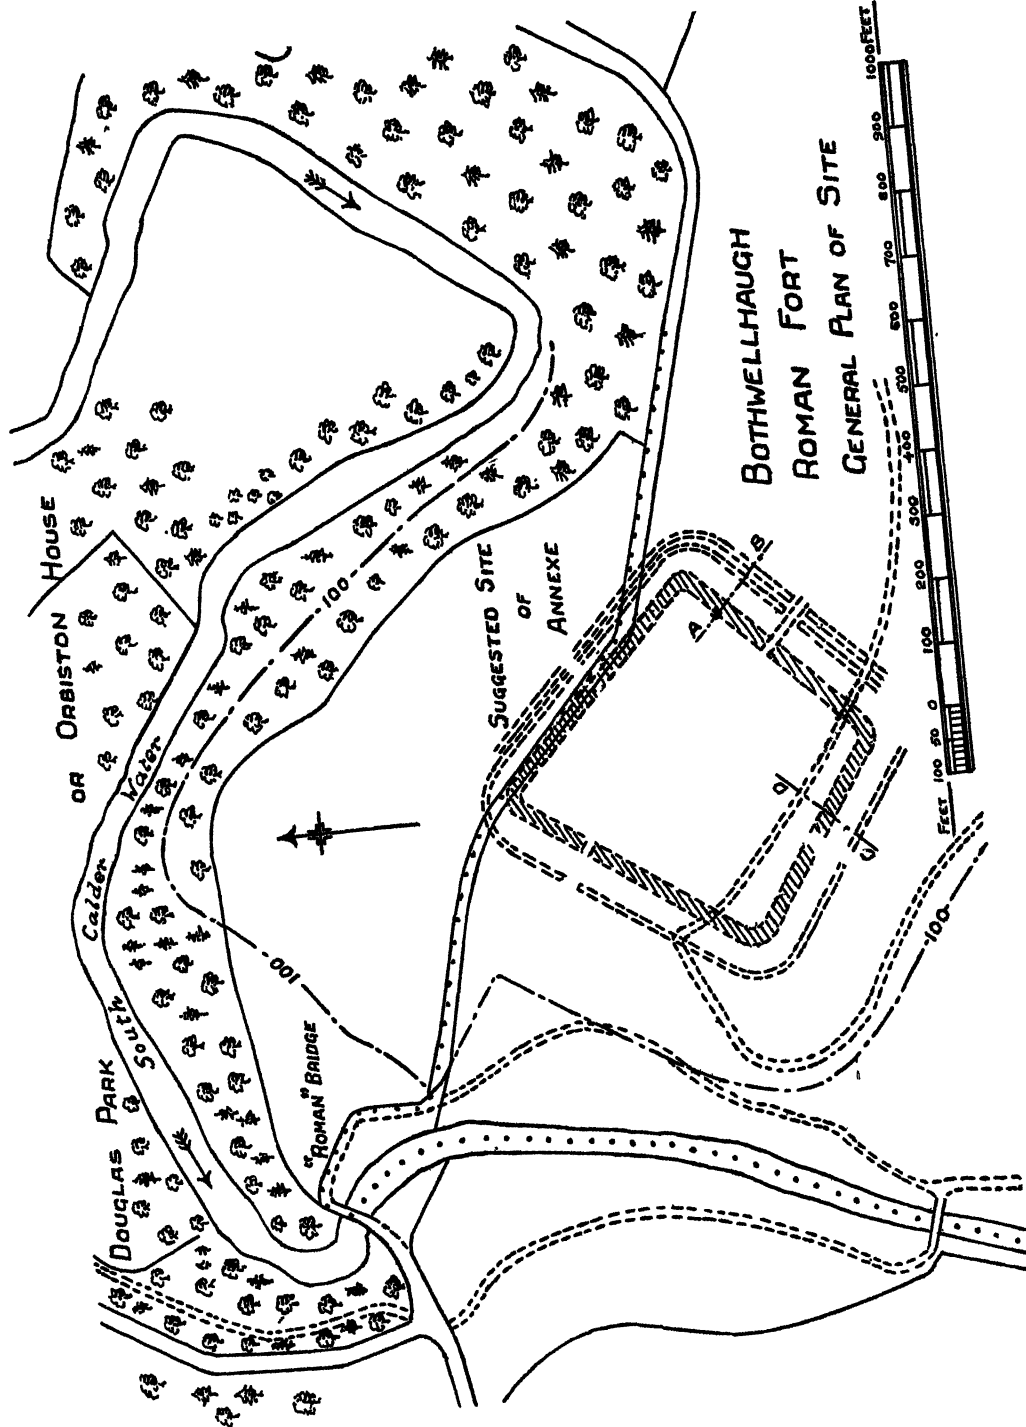 BOTHWELLHAUGH
ROMAN FORT
GENERAL PLAN OF SITE
DOUGLAS PARK
OR ORBISTON HOUSE
South Calder Water
"ROMAN" BRIDGE
SUGGESTED SITE
OF
ANNEXE
100
100
100
A
B
C
D
FEET 100 50 0 100 200 300 400 500 600 700 800 900 1000 FEET